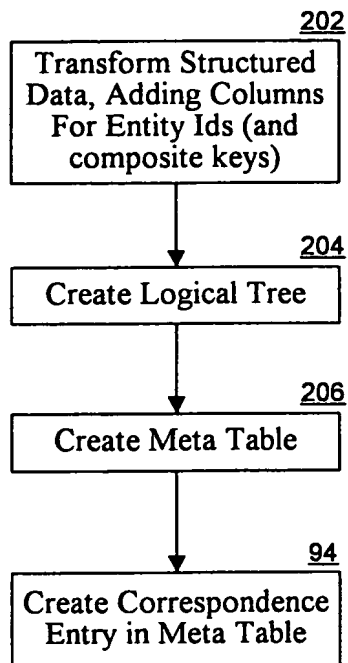 202
Transform Structured
Data, Adding Columns
For Entity Ids (and
composite keys)
204
Create Logical Tree
206
Create Meta Table
94
Create Correspondence
Entry in Meta Table